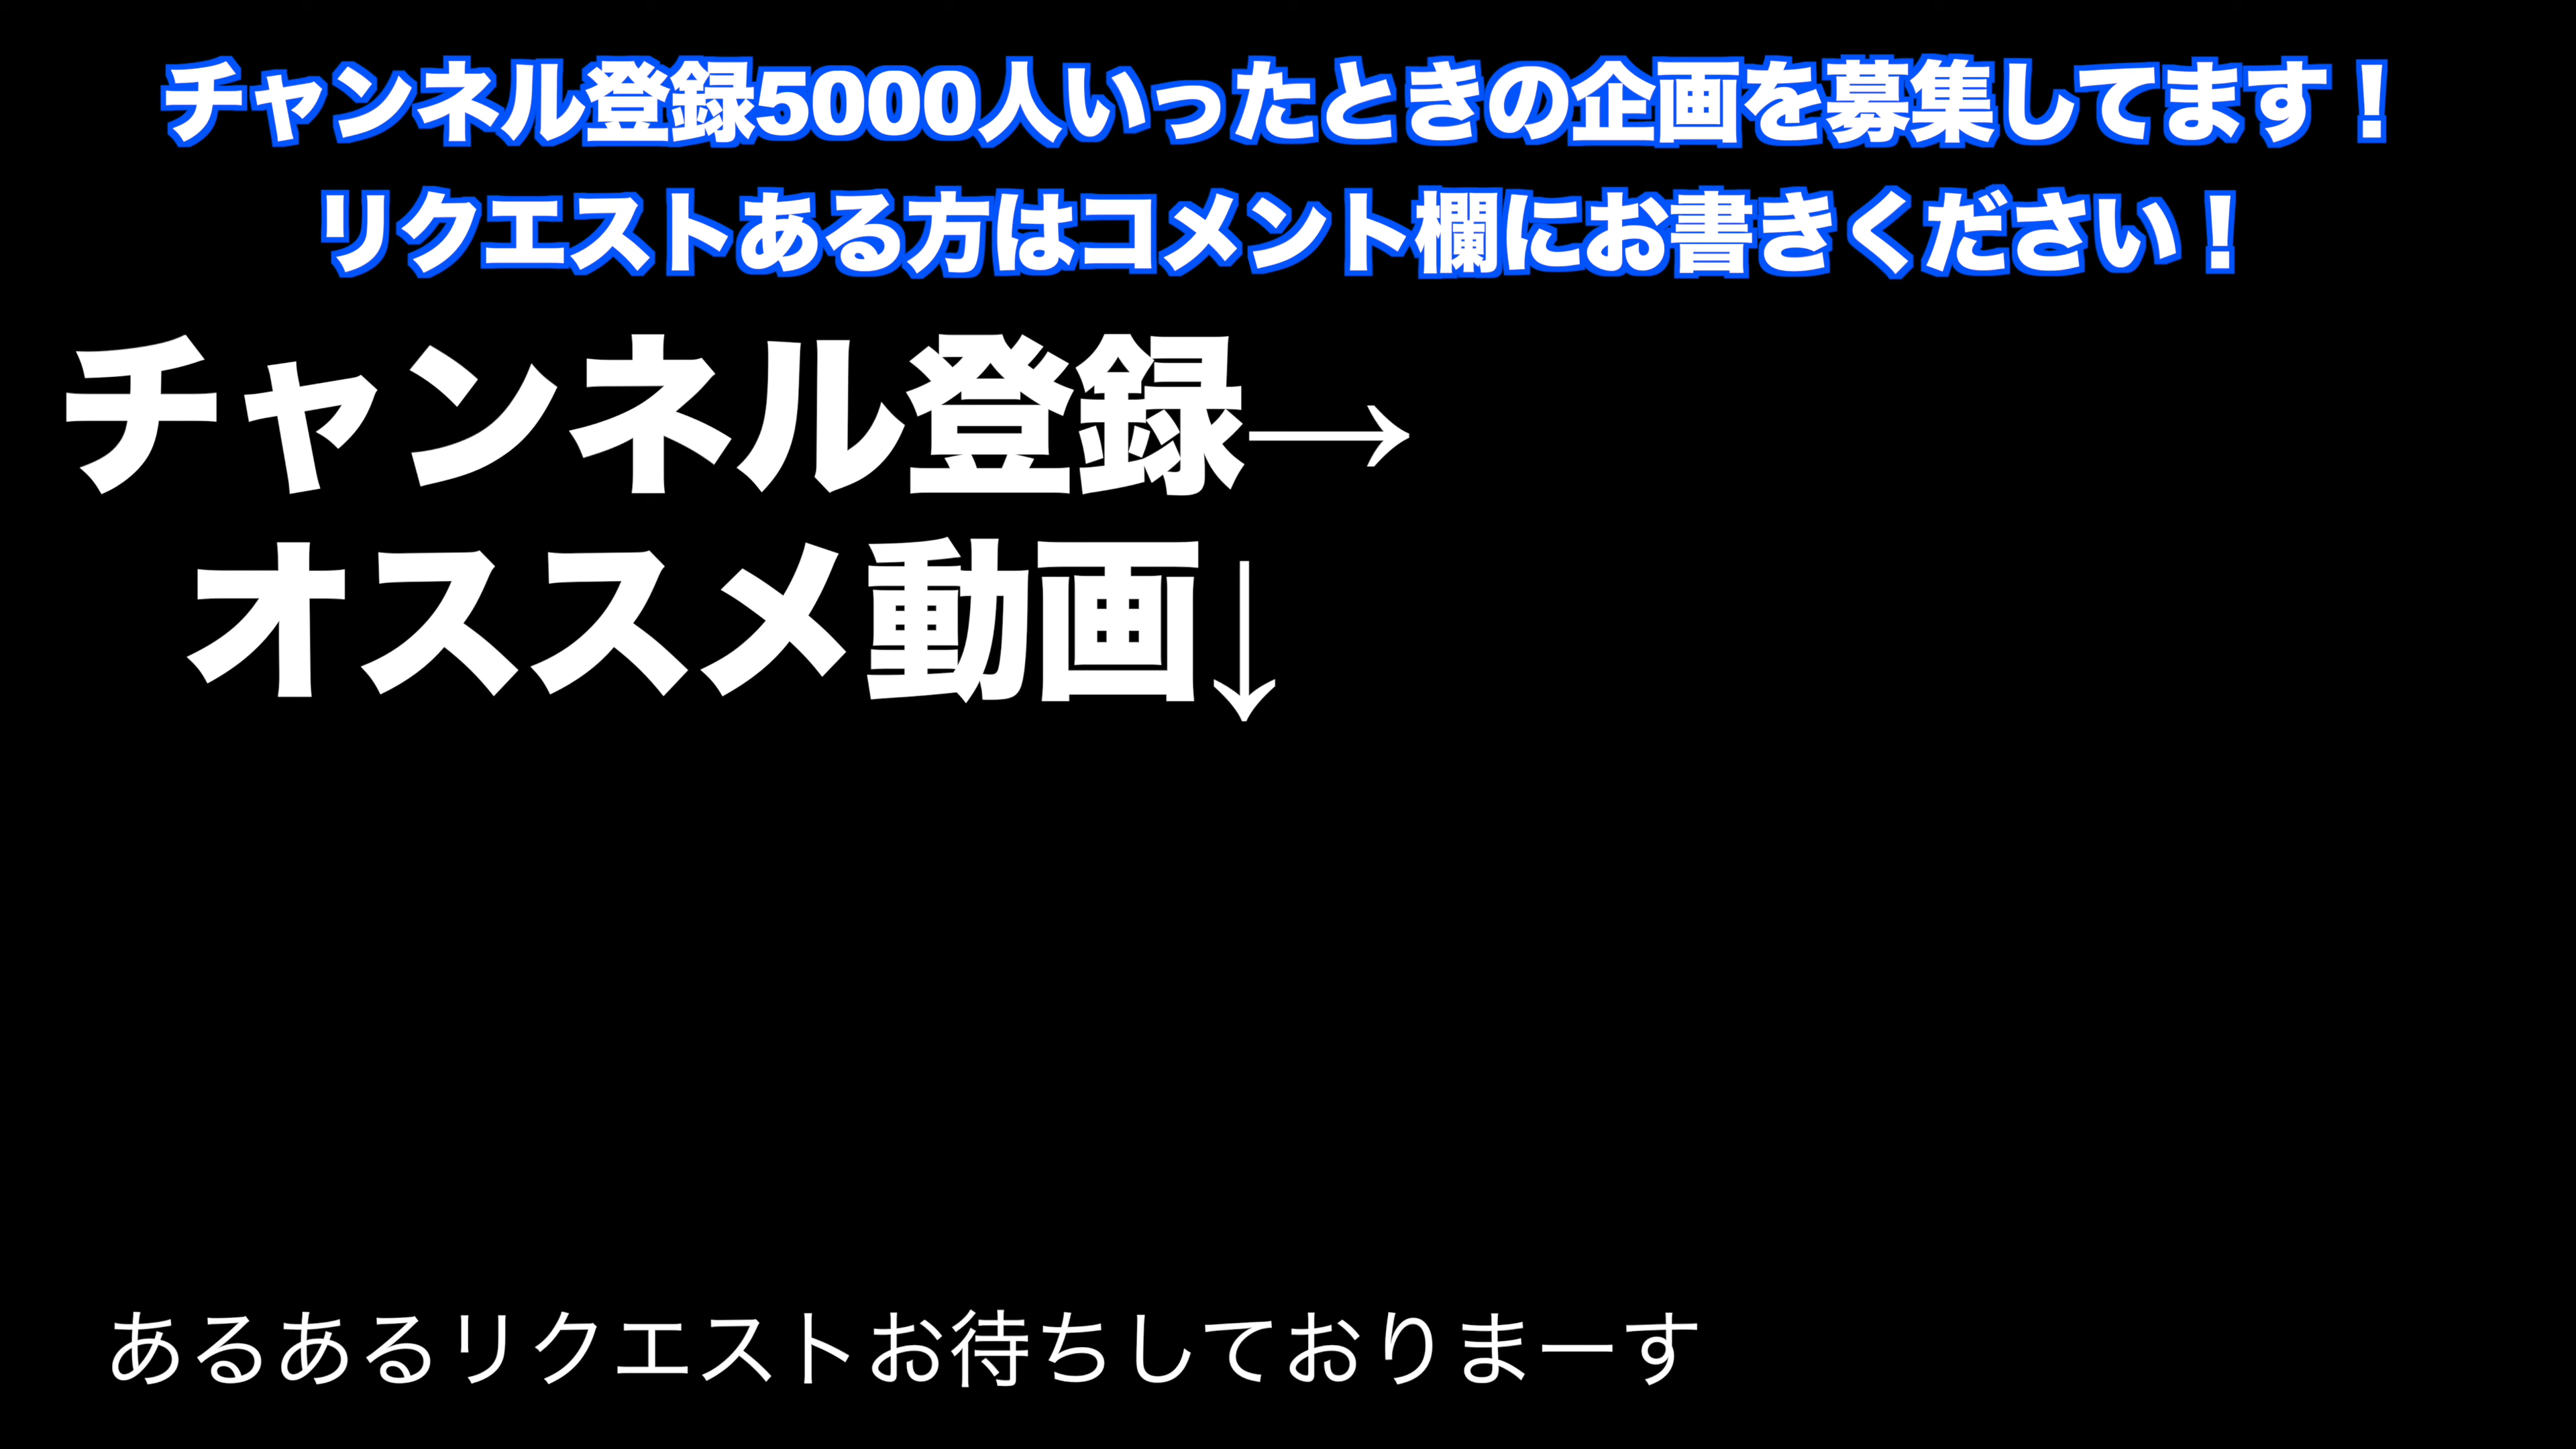 チャンネル登録5000人いったときの企画を募集してます！
リクエストある方はコメント欄にお書きください！
チャンネル登録→
オススメ動画↓
あるあるリクエストお待ちしておりまーす